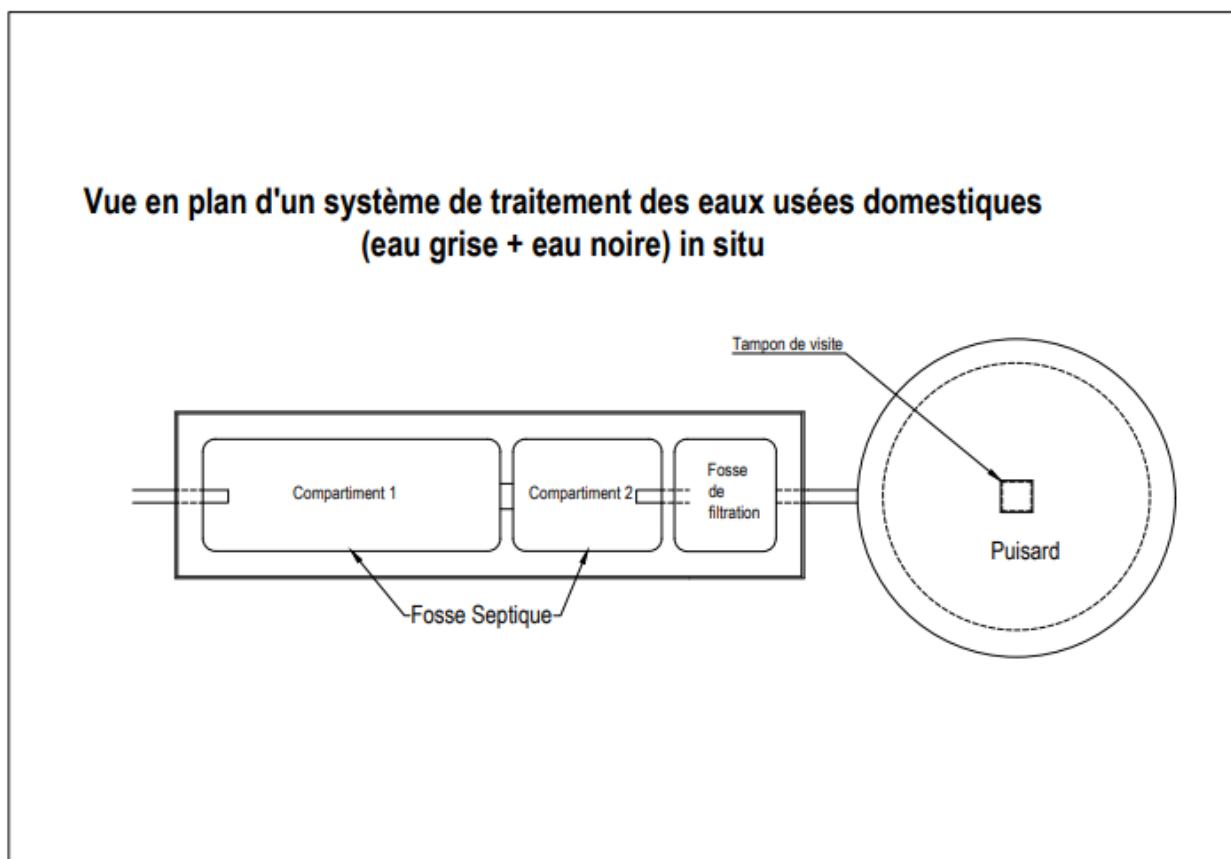 Vue en plan d'un système de traitement des eaux usées domestiques
(eau grise + eau noire) in situ
Tampon de visite
Compartiment 1
Compartiment 2
Fosse
de
filtration
Puisard
Fosse Septique